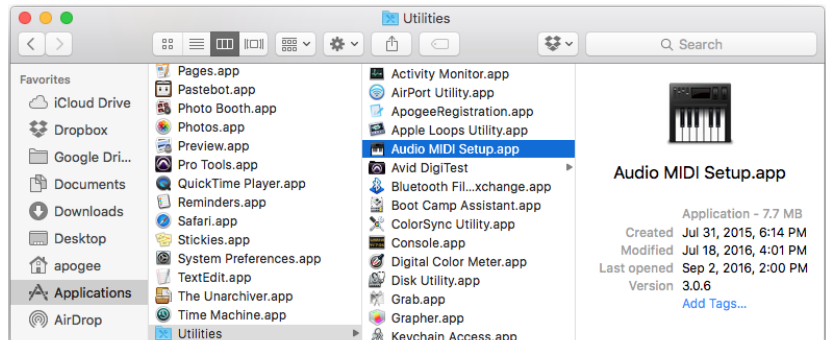 Utilities
Search
Favorites
iCloud Drive
Dropbox
Google Dri...
Documents
Downloads
Desktop
apogee
Applications
AirDrop
Pages.app
Pastebot.app
Photo Booth.app
Photos.app
Preview.app
Pro Tools.app
QuickTime Player.app
Reminders.app
Safari.app
Stickies.app
System Preferences.app
TextEdit.app
The Unarchiver.app
Time Machine.app
Utilities
Activity Monitor.app
AirPort Utility.app
ApogeeRegistration.app
Apple Loops Utility.app
Audio MIDI Setup.app
Avid DigiTest
Bluetooth Fil...xchange.app
Boot Camp Assistant.app
ColorSync Utility.app
Console.app
Digital Color Meter.app
Disk Utility.app
Grab.app
Grapher.app
Keychain Access.app
Audio MIDI Setup.app
Application - 7.7 MB
Created Jul 31, 2015, 6:14 PM
Modified Jul 18, 2016, 4:01 PM
Last opened Sep 2, 2016, 2:00 PM
Version 3.0.6
Add Tags...